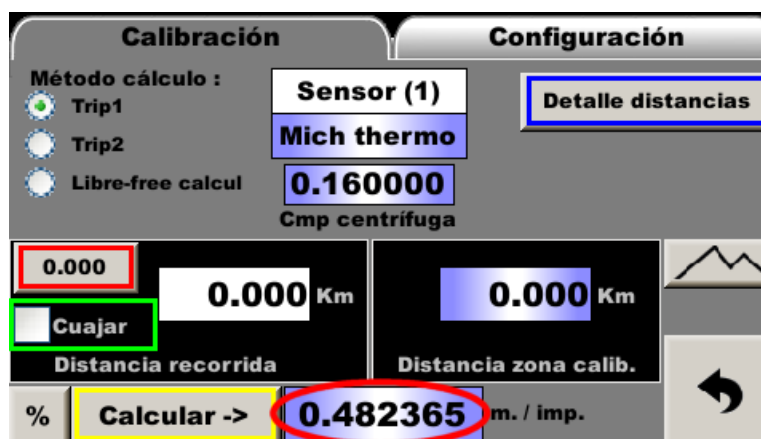 Calibración
Configuración
Método cálculo :
Trip1
Trip2
Libre-free calcul
Sensor (1)
Mich thermo
0.160000
Cmp centrífuga
Detalle distancias
0.000
0.000 Km
Cuajar
Distancia recorrida
0.000 Km
Distancia zona calib.
%
Calcular ->
0.482365 m. / imp.